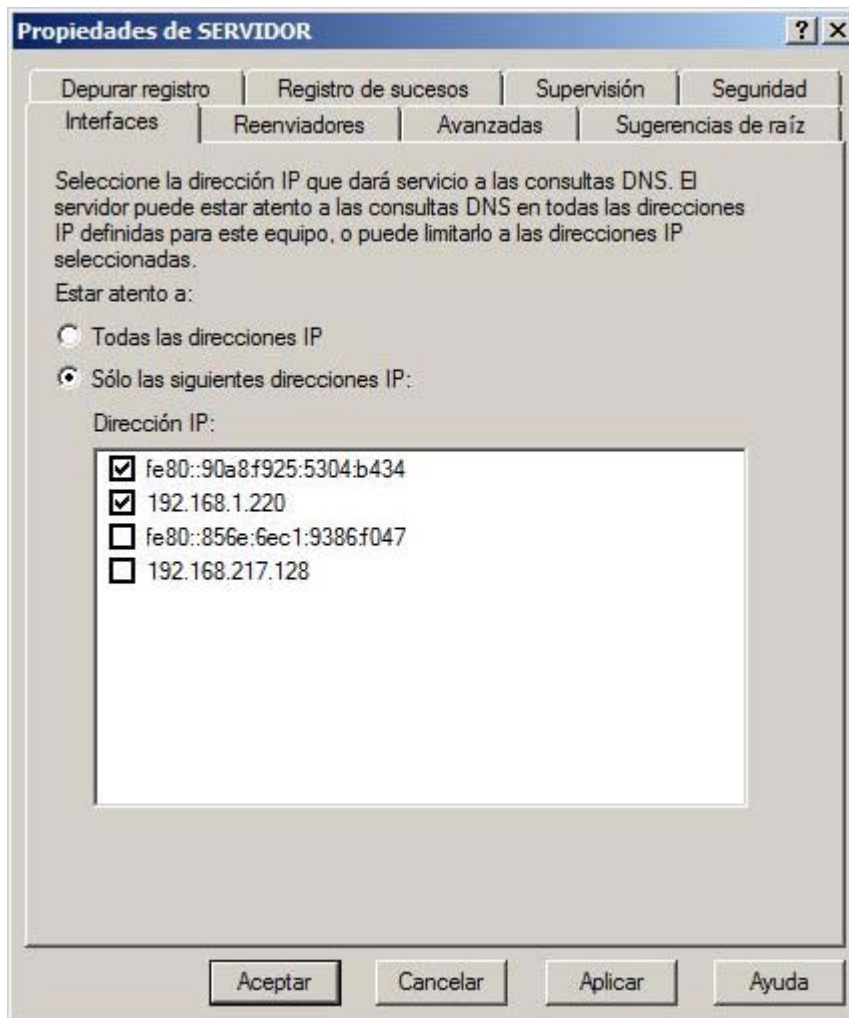 Propiedades de SERVIDOR
Depurar registro
Registro de sucesos
Supervisión
Seguridad
Interfaces
Reenviadores
Avanzadas
Sugerencias de raíz
Seleccione la dirección IP que dará servicio a las consultas DNS. El
servidor puede estar atento a las consultas DNS en todas las direcciones
IP definidas para este equipo, o puede limitarlo a las direcciones IP
seleccionadas.
Estar atento a:
Todas las direcciones IP
Sólo las siguientes direcciones IP:
Dirección IP:
fe80::90a8:f925:5304:b434
192.168.1.220
fe80::856e:6ec1:9386:f047
192.168.217.128
Aceptar
Cancelar
Aplicar
Ayuda